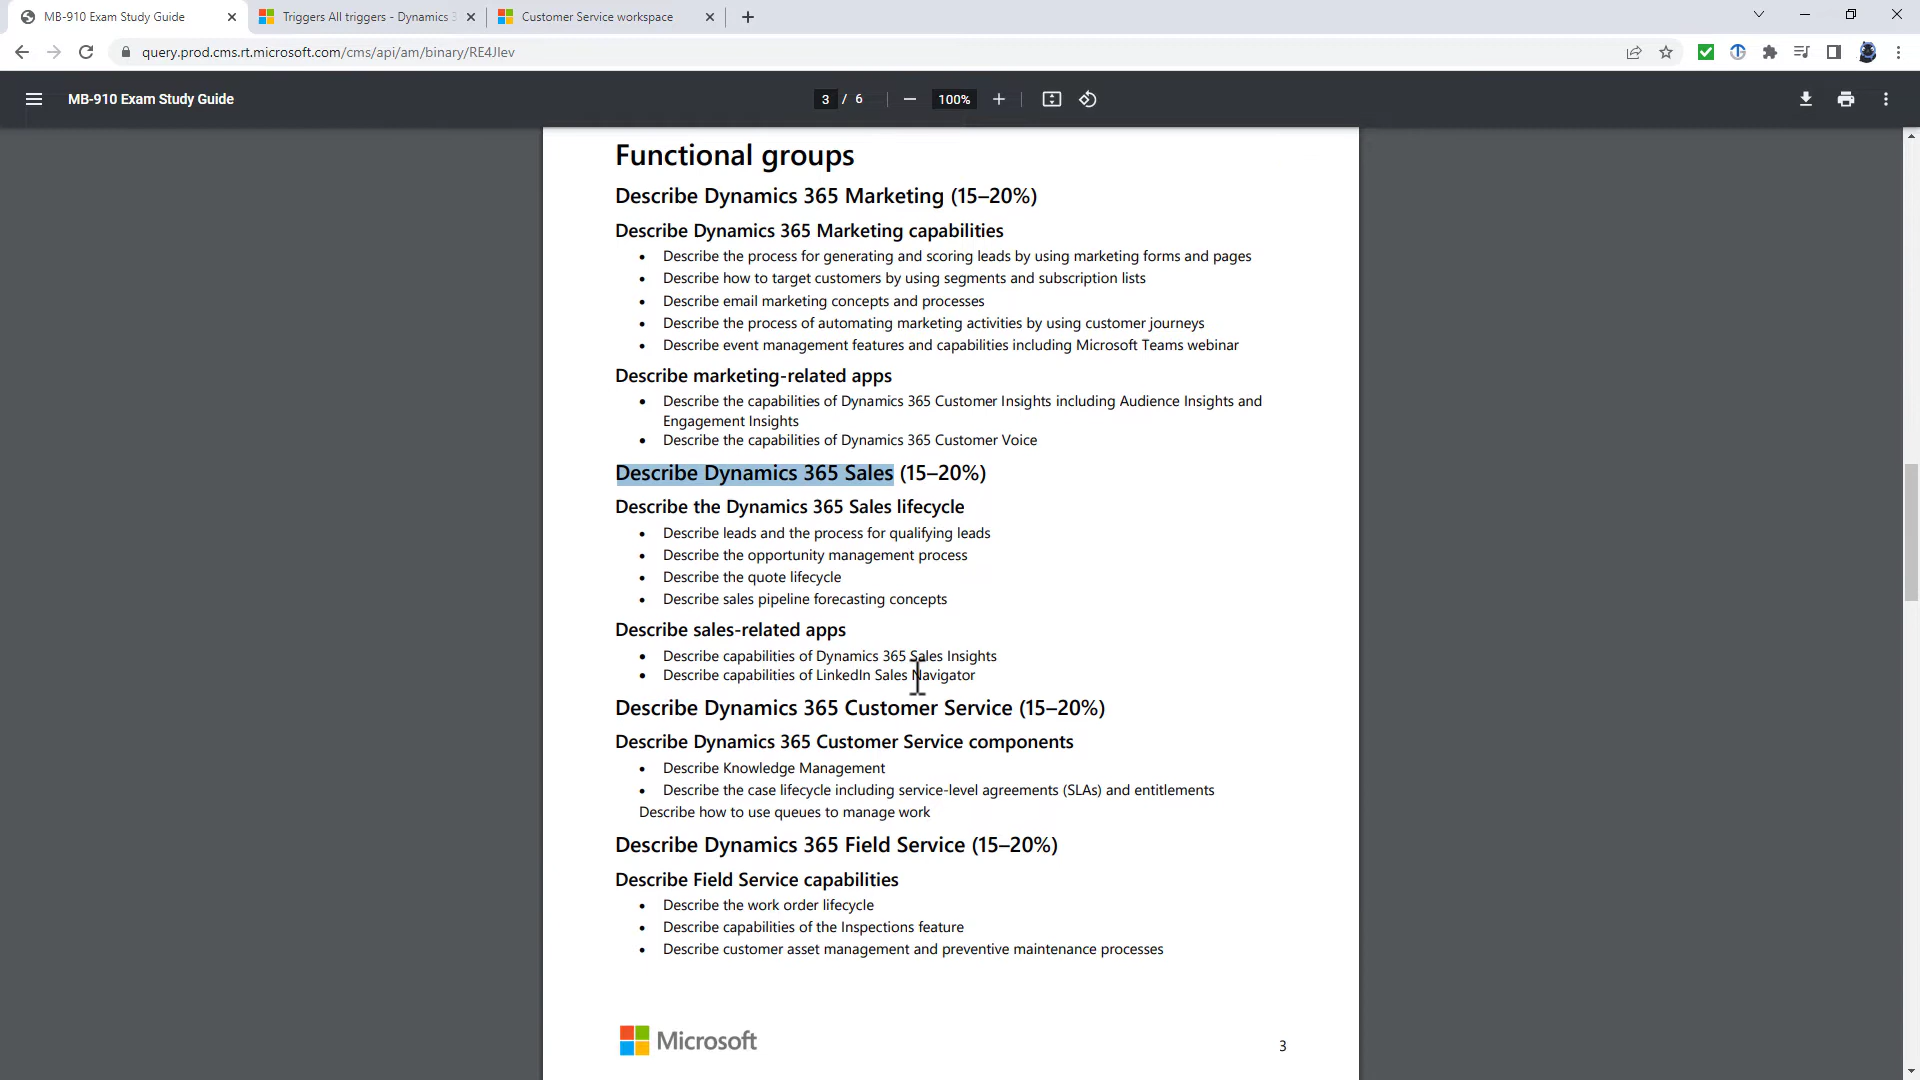 MB-910 Exam Study Guide
Triggers All triggers - Dynamics 3
Customer Service workspace
query.prod.cms.rt.microsoft.com/cms/api/am/binary/RE4Jlev
MB-910 Exam Study Guide
3 / 6
100%
Functional groups
Describe Dynamics 365 Marketing (15–20%)
Describe Dynamics 365 Marketing capabilities
• Describe the process for generating and scoring leads by using marketing forms and pages
• Describe how to target customers by using segments and subscription lists
• Describe email marketing concepts and processes
• Describe the process of automating marketing activities by using customer journeys
• Describe event management features and capabilities including Microsoft Teams webinar
Describe marketing-related apps
• Describe the capabilities of Dynamics 365 Customer Insights including Audience Insights and
Engagement Insights
• Describe the capabilities of Dynamics 365 Customer Voice
Describe Dynamics 365 Sales (15–20%)
Describe the Dynamics 365 Sales lifecycle
• Describe leads and the process for qualifying leads
• Describe the opportunity management process
• Describe the quote lifecycle
• Describe sales pipeline forecasting concepts
Describe sales-related apps
• Describe capabilities of Dynamics 365 Sales Insights
• Describe capabilities of LinkedIn Sales Navigator
Describe Dynamics 365 Customer Service (15–20%)
Describe Dynamics 365 Customer Service components
• Describe Knowledge Management
• Describe the case lifecycle including service-level agreements (SLAs) and entitlements
Describe how to use queues to manage work
Describe Dynamics 365 Field Service (15–20%)
Describe Field Service capabilities
• Describe the work order lifecycle
• Describe capabilities of the Inspections feature
• Describe customer asset management and preventive maintenance processes
Microsoft
3